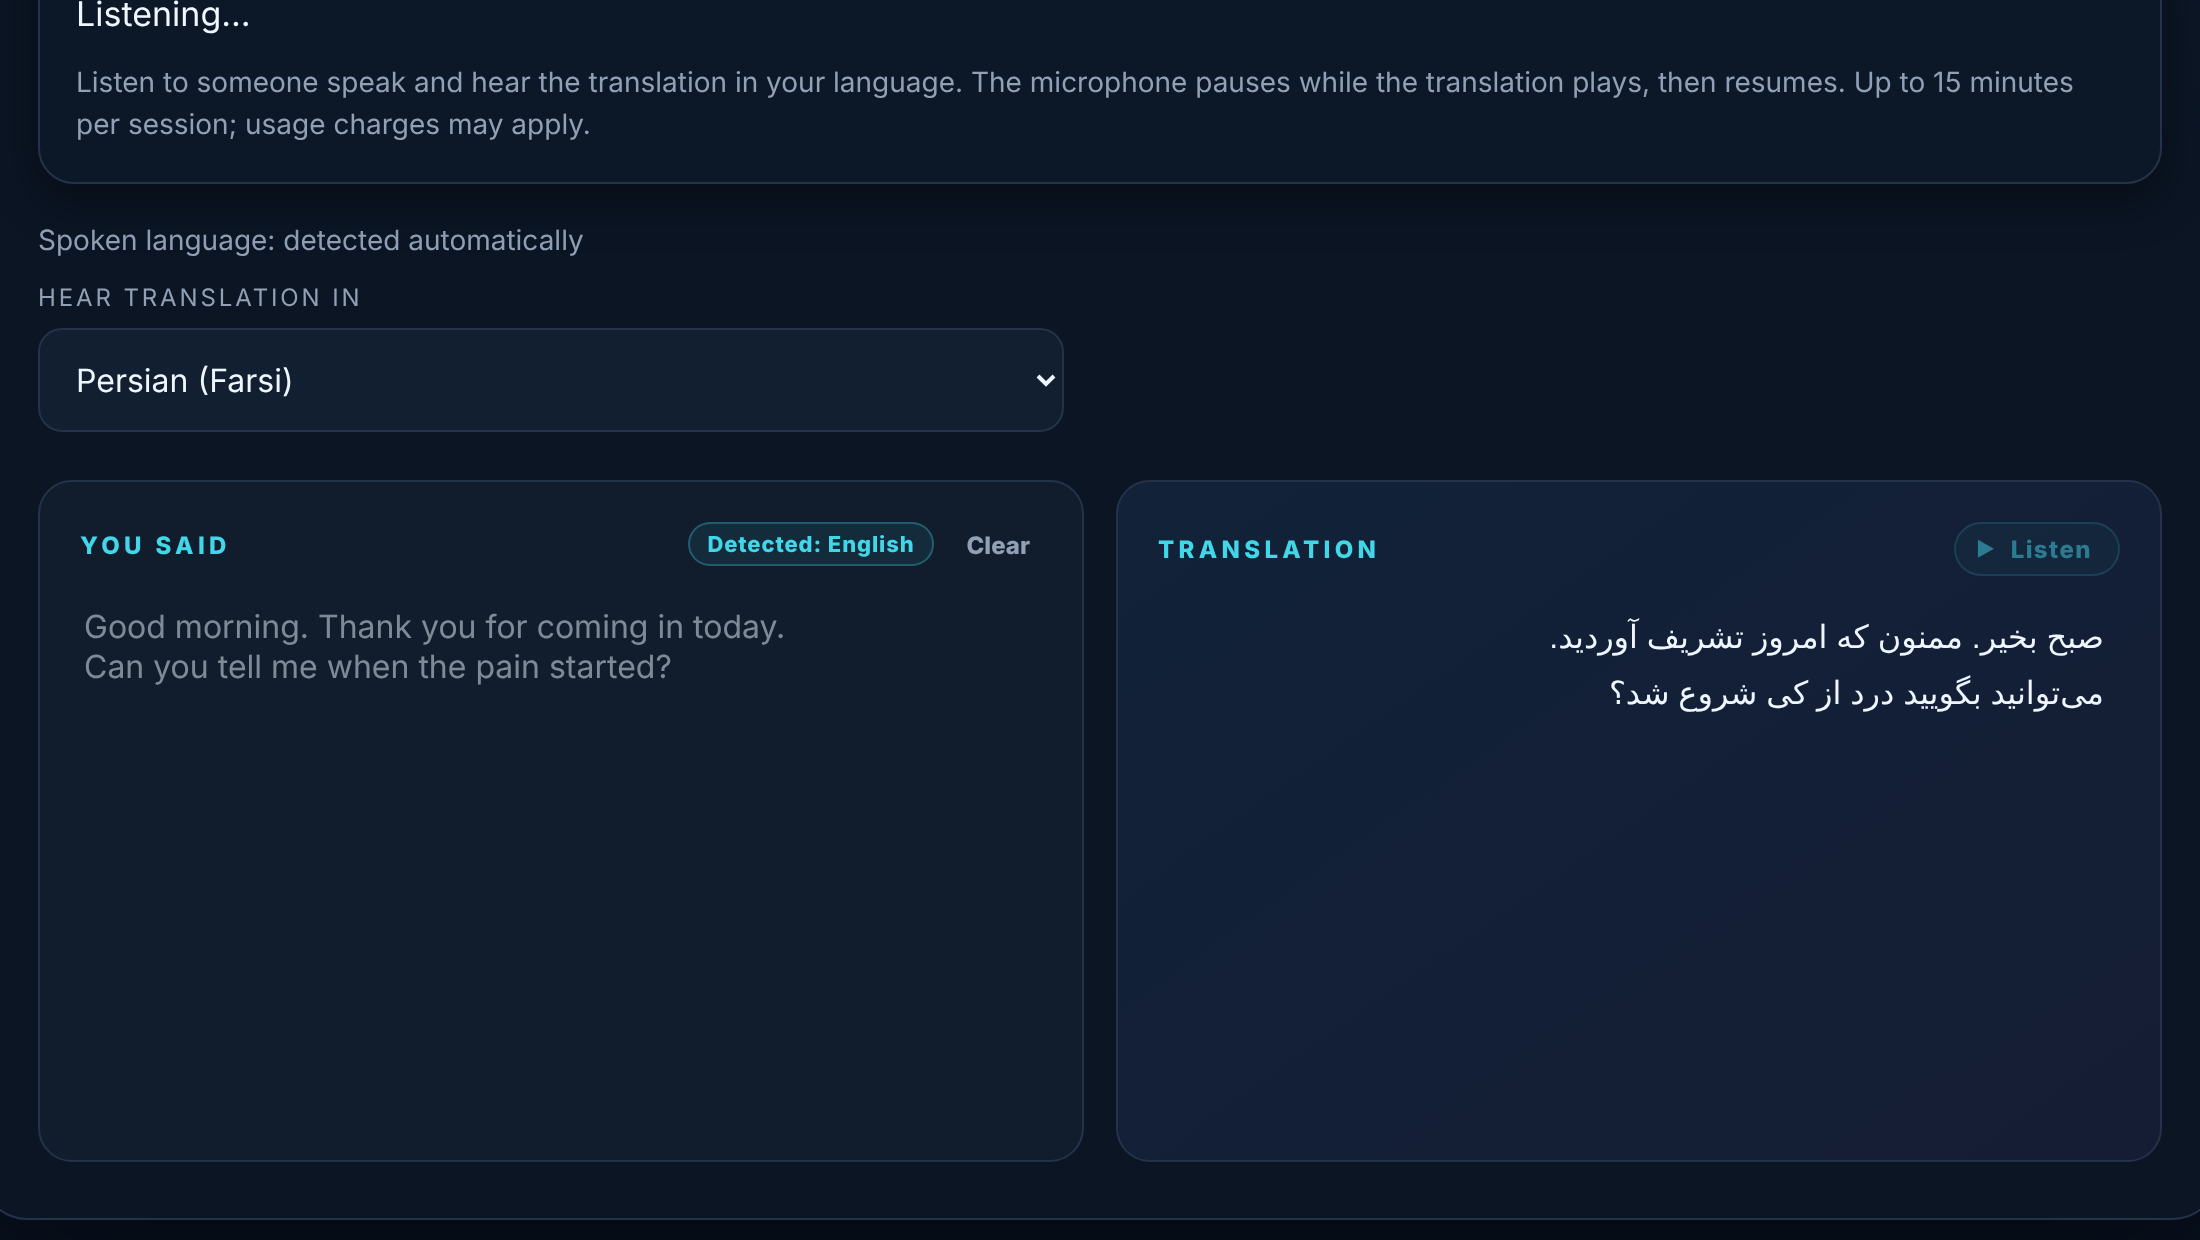 Listening...
Listen to someone speak and hear the translation in your language. The microphone pauses while the translation plays, then resumes. Up to 15 minutes
per session; usage charges may apply.
Spoken language: detected automatically
HEAR TRANSLATION IN
Persian (Farsi)
YOU SAID
Detected: English
Clear
Good morning. Thank you for coming in today.
Can you tell me when the pain started?
TRANSLATION
Listen
صبح بخیر. ممنون که امروز تشریف آوردید.
می‌توانید بگویید درد از کی شروع شد؟